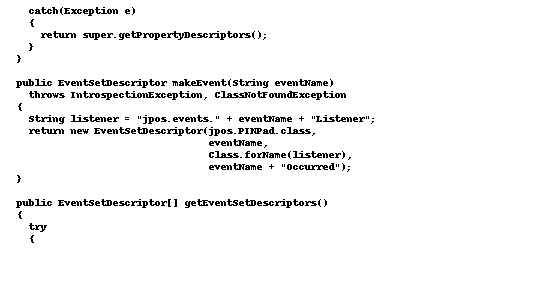 catch(Exception e)
{
return super.getPropertyDescriptors();
}
}
public EventSetDescriptor makeEvent(String eventName)
throws IntrospectionException, ClassNotFoundException
{
String listener = "jpos.events." + eventName + "Listener";
return new EventSetDescriptor(jpos.PINPad.class,
eventName,
Class.forName(listener),
eventName + "Occurred");
}
public EventSetDescriptor[] getEventSetDescriptors()
{
try
{